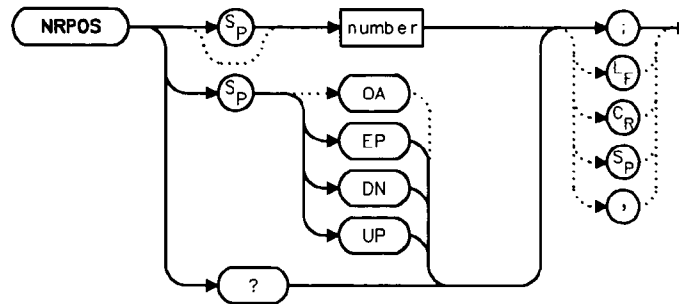 NRPOS SP number ;
SP OA LF
EP CR
DN SP
UP ,
?